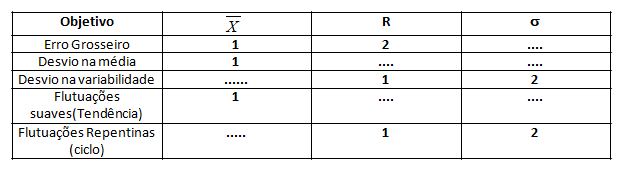 Objetivo X̅ R σ
Erro Grosseiro 1 2 ....
Desvio na média 1 .... ....
Desvio na variabilidade ...... 1 2
Flutuações 1 .... ....
suaves(Tendência)
Flutuações Repentinas ..... 1 2
(ciclo)